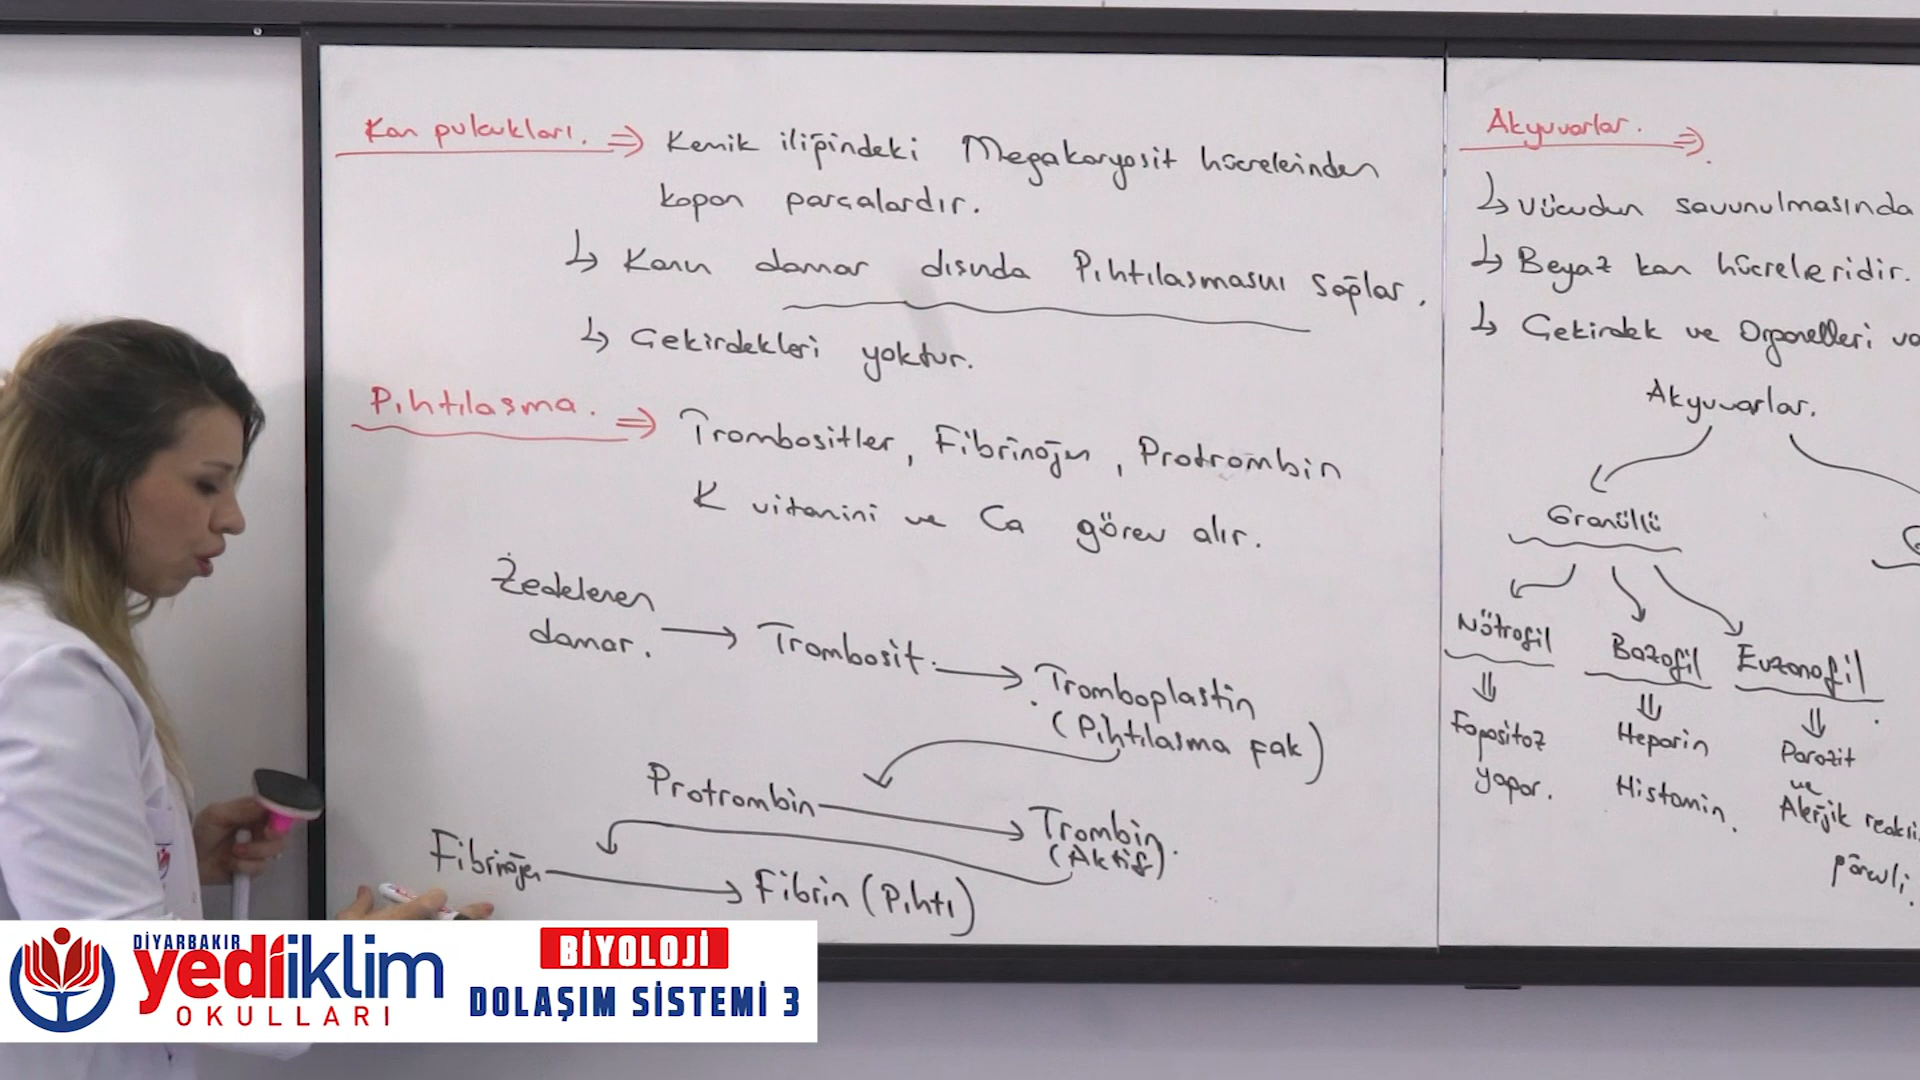 Kan pulcukları. ⇒ Kemik iliğindeki Megakaryosit hücrelerinden
kopan parçalardır.
↳ Kanın damar dışında Pıhtılaşmasını sağlar.
↳ Çekirdekleri yoktur.
Pıhtılaşma. ⇒ Trombositler, Fibrinojen, Protrombin
K vitamini ve Ca görev alır.
Zedelenen
damar. → Trombosit. → Tromboplastin
(Pıhtılaşma fak)
Protrombin → Trombin.
(Aktif)
Fibrinojen → Fibrin (Pıhtı)
Akyuvarlar. ⇒
↳ Vücudun savunulmasında
↳ Beyaz kan hücreleridir.
↳ Çekirdek ve Organelleri
Akyuvarlar.
Granüllü
Nötrofil Bazofil Euzonofil
Fagositoz
yapar.
Heparin
Histamin.
Parazit
ve
Alerjik
görevli.
DİYARBAKIR
yediiklim
OKULLARI
BİYOLOJİ
DOLAŞIM SİSTEMİ 3